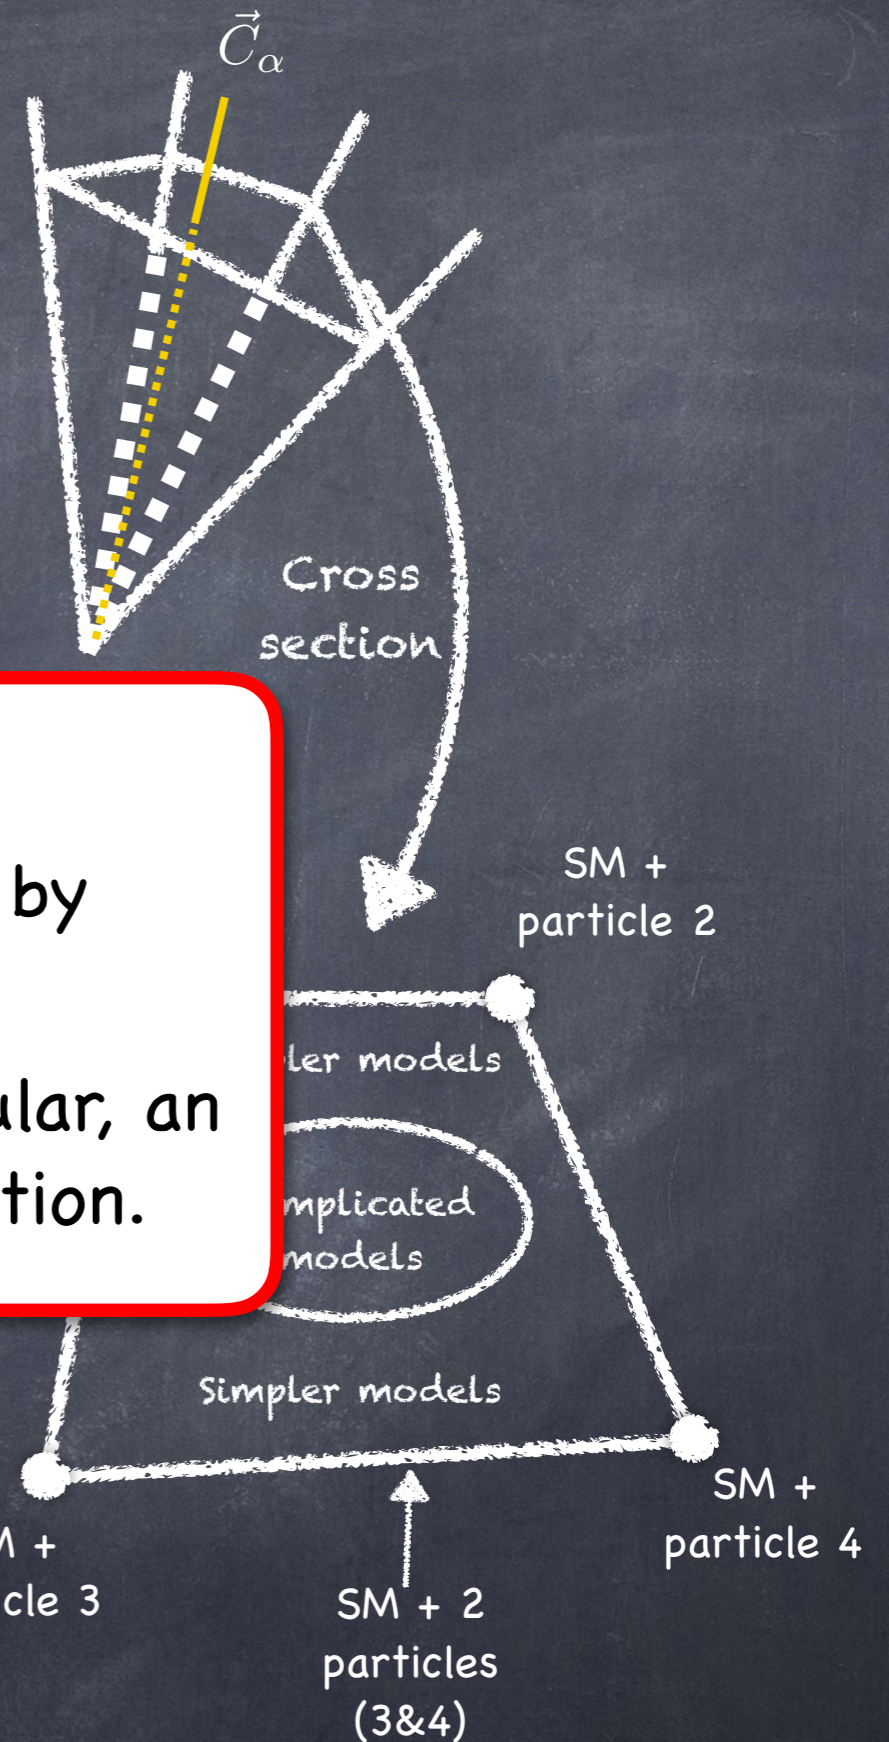 C⃗α
Cross
section
by
SM +
particle 2
ler models
ular, an
mplicated
tion.
models
Simpler models
SM +
particle 4
M +
cle 3
SM + 2
particles
(3&4)